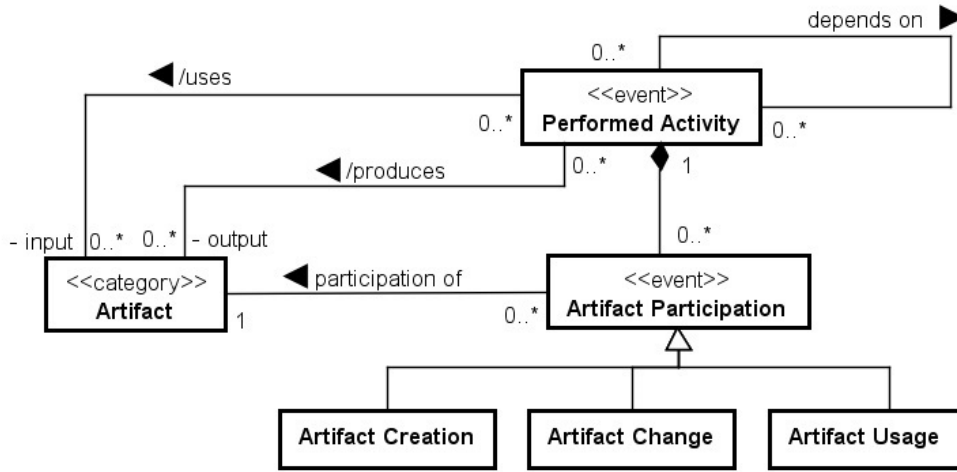 depends on
0..*
/uses
<<event>>
Performed Activity
0..*
0..*
0..*
1
/produces
- input
0..*
0..*
- output
0..*
<<category>>
Artifact
participation of
1
0..*
<<event>>
Artifact Participation
Artifact Creation
Artifact Change
Artifact Usage